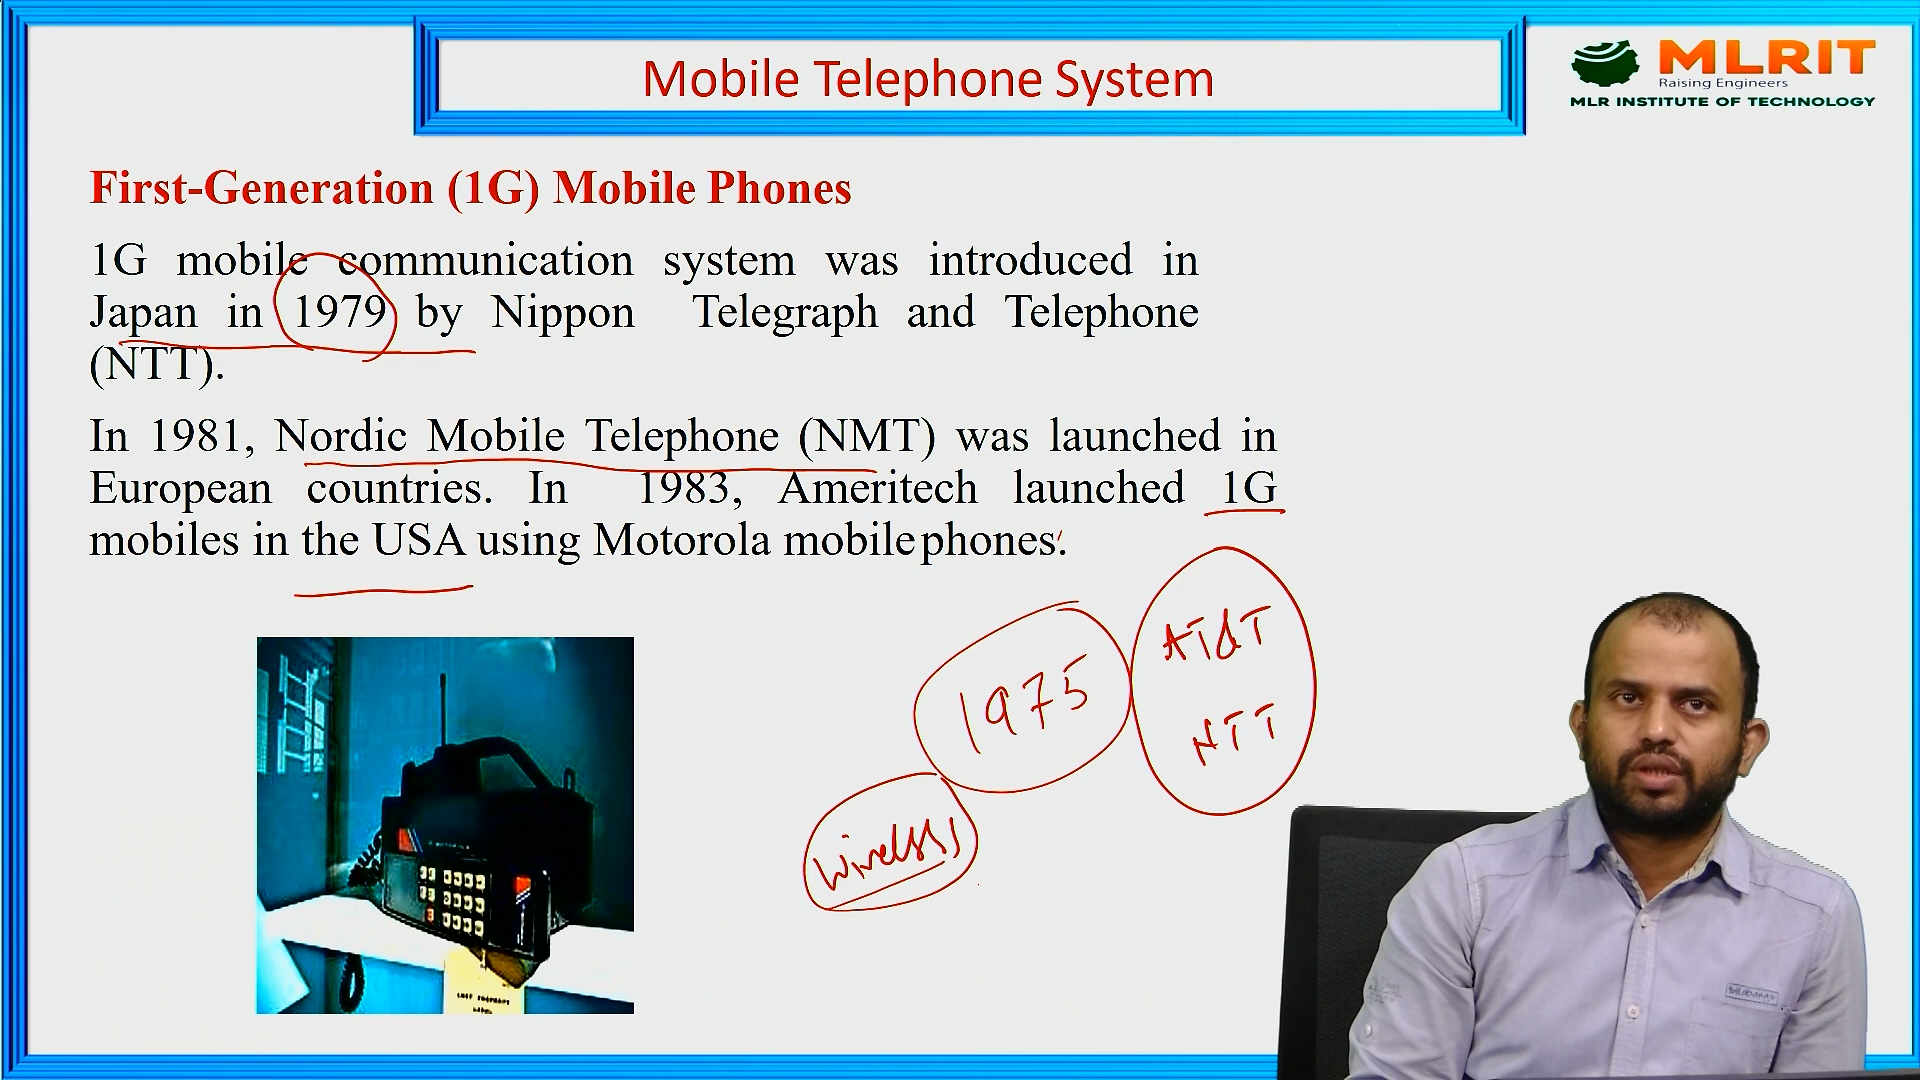 Mobile Telephone System
MLRIT
Raising Engineers
MLR INSTITUTE OF TECHNOLOGY
First-Generation (1G) Mobile Phones
1G mobile communication system was introduced in
Japan in 1979 by Nippon Telegraph and Telephone
(NTT).
In 1981, Nordic Mobile Telephone (NMT) was launched in
European countries. In 1983, Ameritech launched 1G
mobiles in the USA using Motorola mobile phones.
AT&T
1975
NTT
Wireless